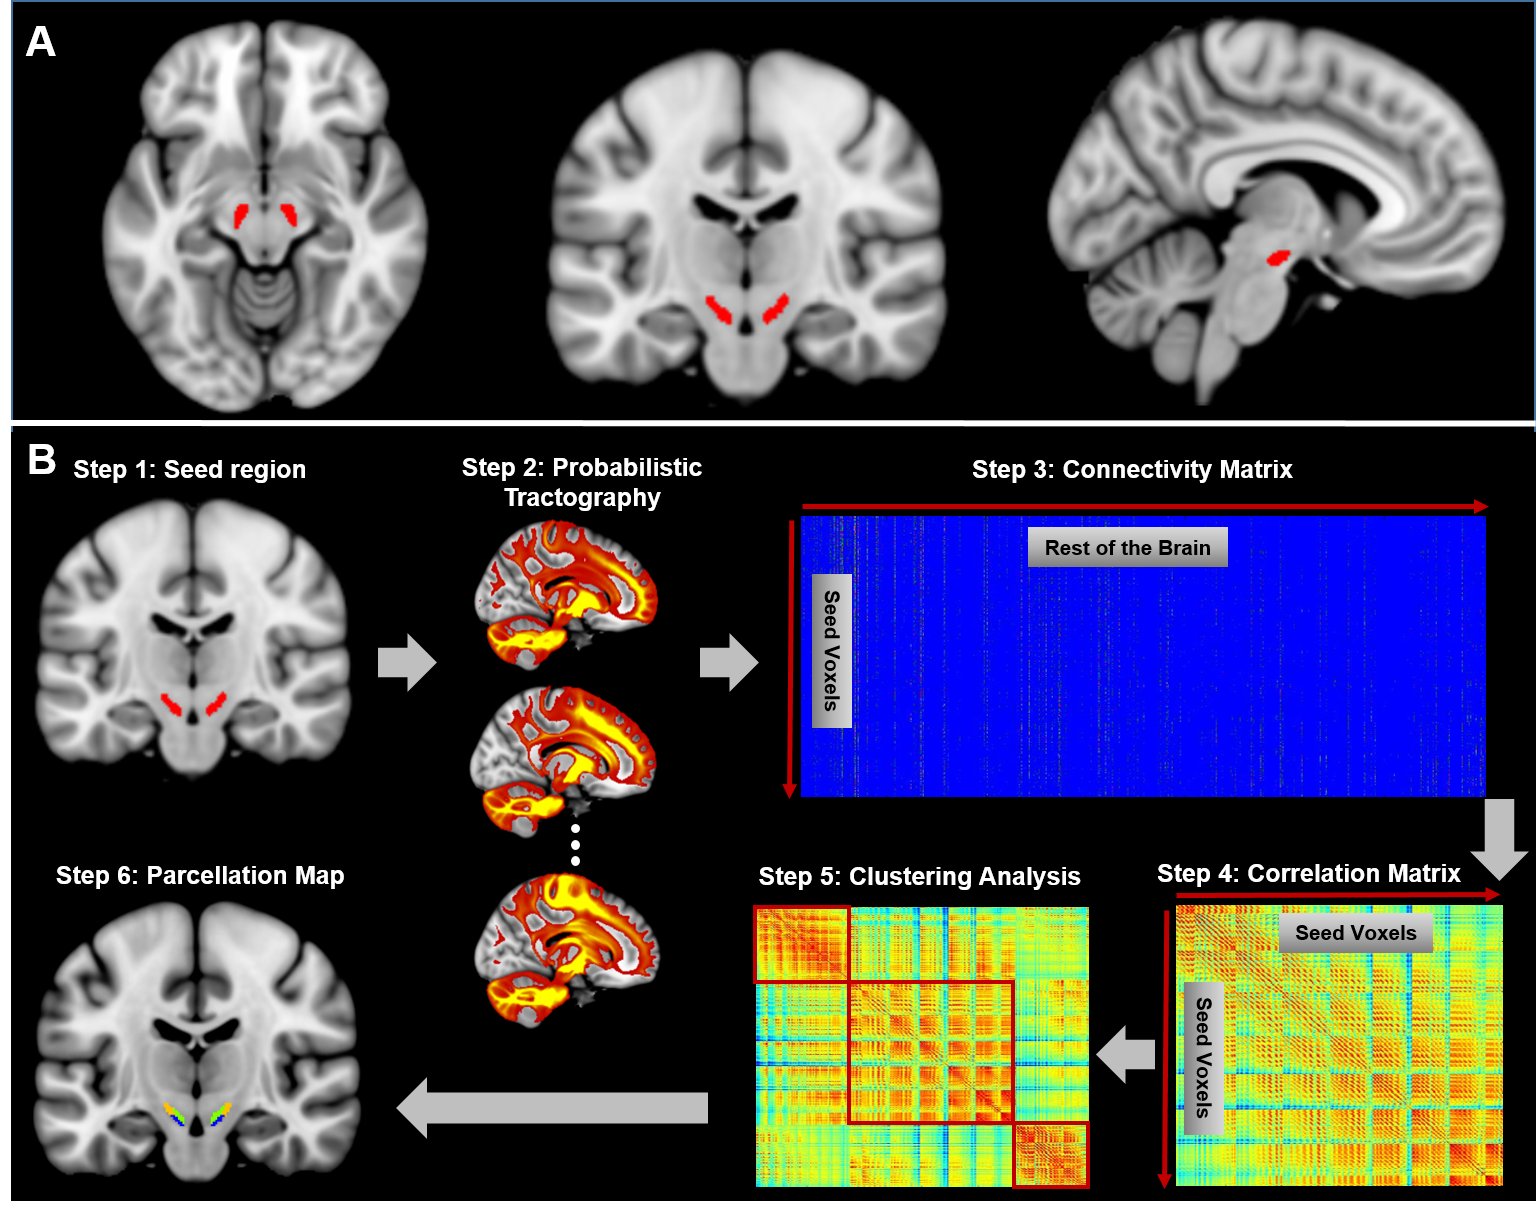 A
B
Step 1: Seed region
Step 2: Probabilistic
Tractography
Step 3: Connectivity Matrix
Rest of the Brain
Seed Voxels
Step 4: Correlation Matrix
Seed Voxels
Seed Voxels
Step 5: Clustering Analysis
Step 6: Parcellation Map